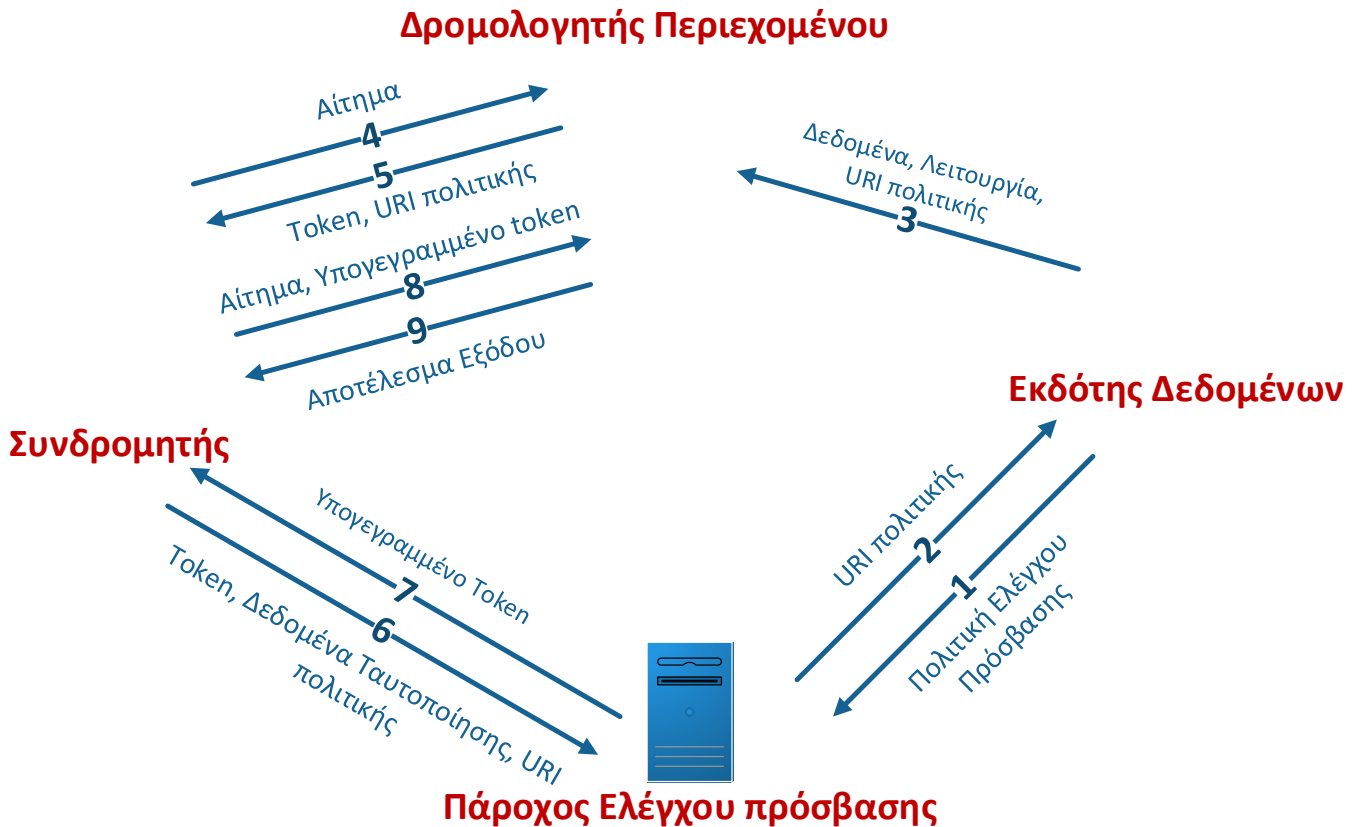 Δρομολογητής Περιεχομένου
Αίτημα
4
5
Token, URI πολιτικής
Δεδομένα, Λειτουργία,
URI πολιτικής
3
Αίτημα, Υπογεγραμμένο token
8
9
Αποτέλεσμα Εξόδου
Εκδότης Δεδομένων
Συνδρομητής
Υπογεγραμμένο Token
7
6
Token, Δεδομένα Ταυτοποίησης, URI
πολιτικής
URI πολιτικής
2
1
Πολιτική Ελέγχου
Πρόσβασης
Πάροχος Ελέγχου πρόσβασης